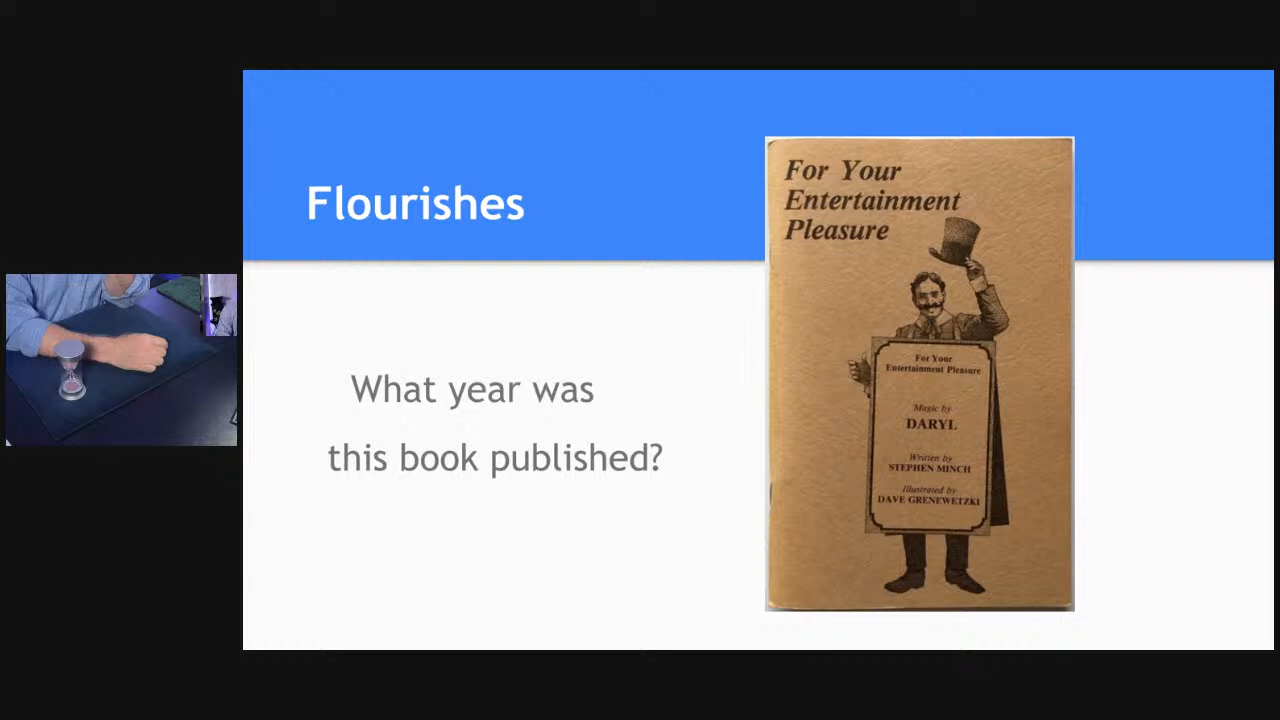 Flourishes
What year was
this book published?
For Your
Entertainment
Pleasure
For Your
Entertainment Pleasure
Magic by
DARYL
Written by
STEPHEN MINCH
Illustrated by
DAVE GRENEWETZKI